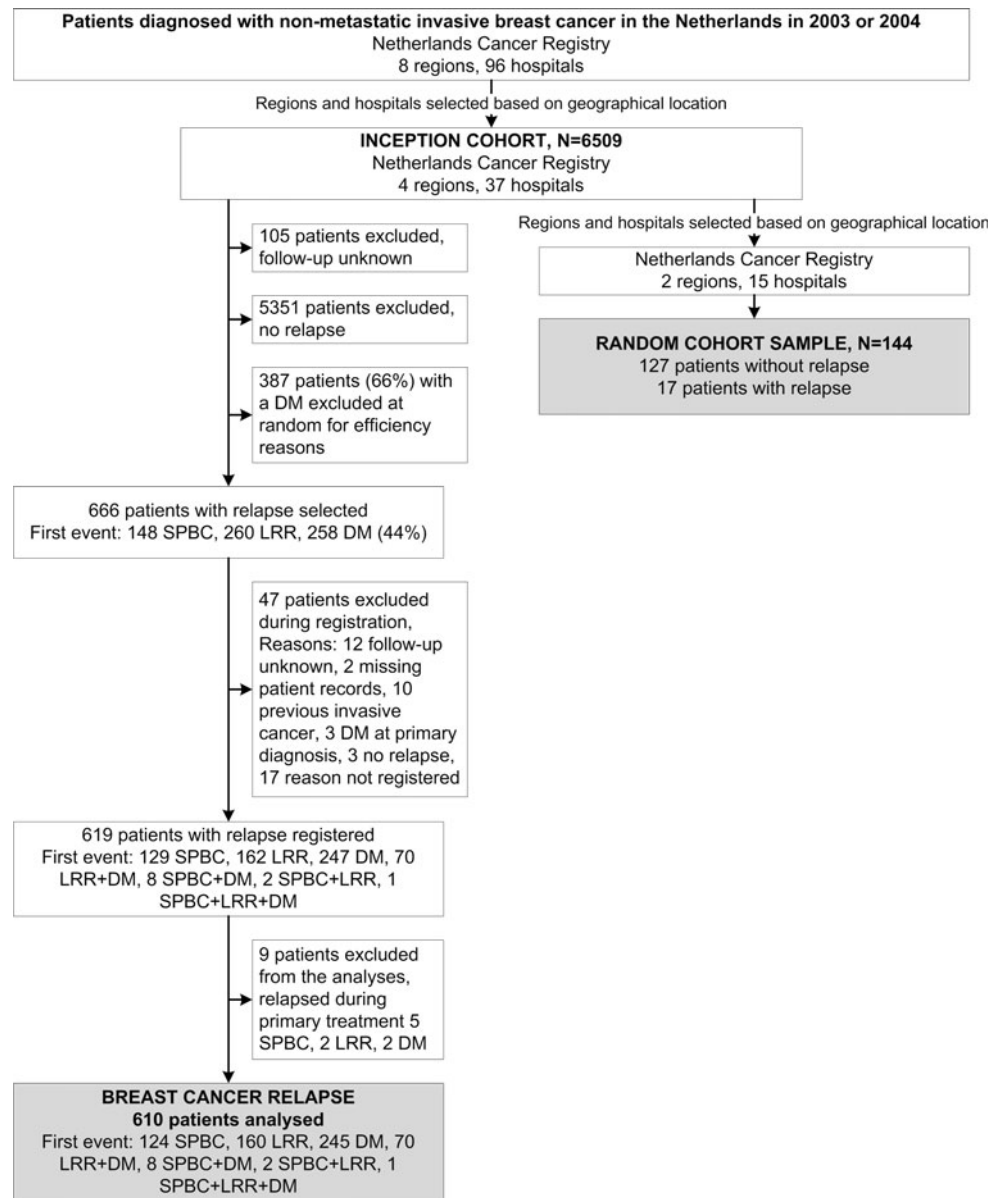 Patients diagnosed with non-metastatic invasive breast cancer in the Netherlands in 2003 or 2004
Netherlands Cancer Registry
8 regions, 96 hospitals
Regions and hospitals selected based on geographical location
INCEPTION COHORT, N=6509
Netherlands Cancer Registry
4 regions, 37 hospitals
Regions and hospitals selected based on geographical location
Netherlands Cancer Registry
2 regions, 15 hospitals
RANDOM COHORT SAMPLE, N=144
127 patients without relapse
17 patients with relapse
105 patients excluded,
follow-up unknown
5351 patients excluded,
no relapse
387 patients (66%) with
a DM excluded at
random for efficiency
reasons
666 patients with relapse selected
First event: 148 SPBC, 260 LRR, 258 DM (44%)
47 patients excluded
during registration,
Reasons: 12 follow-up
unknown, 2 missing
patient records, 10
previous invasive
cancer, 3 DM at primary
diagnosis, 3 no relapse,
17 reason not registered
619 patients with relapse registered
First event: 129 SPBC, 162 LRR, 247 DM, 70
LRR+DM, 8 SPBC+DM, 2 SPBC+LRR, 1
SPBC+LRR+DM
9 patients excluded
from the analyses,
relapsed during
primary treatment 5
SPBC, 2 LRR, 2 DM
BREAST CANCER RELAPSE
610 patients analysed
First event: 124 SPBC, 160 LRR, 245 DM, 70
LRR+DM, 8 SPBC+DM, 2 SPBC+LRR, 1
SPBC+LRR+DM